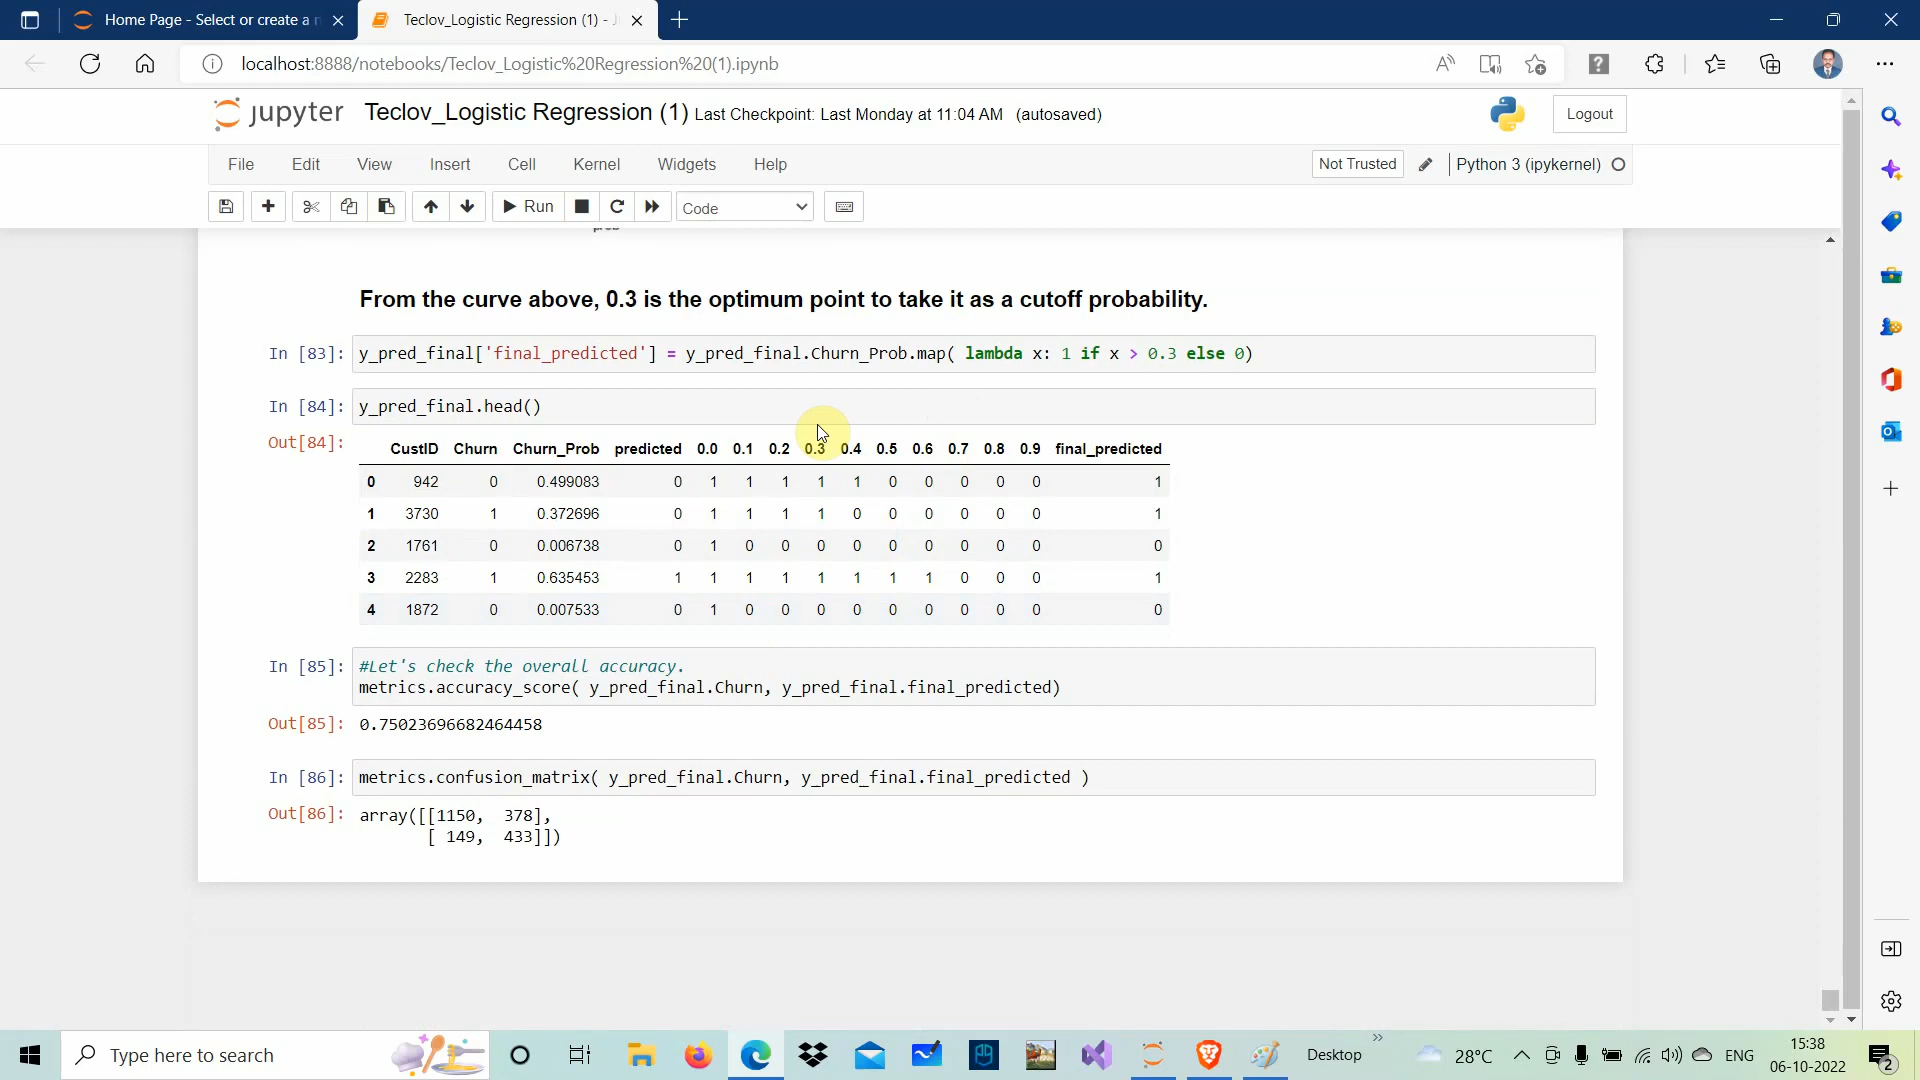 Home Page - Select or create a n
Teclov_Logistic Regression (1) - J
localhost:8888/notebooks/Teclov_Logistic%20Regression%20(1).ipynb
jupyter Teclov_Logistic Regression (1) Last Checkpoint: Last Monday at 11:04 AM (autosaved)
Logout
File Edit View Insert Cell Kernel Widgets Help
Not Trusted Python 3 (ipykernel)
Run Code
From the curve above, 0.3 is the optimum point to take it as a cutoff probability.
In [83]: y_pred_final['final_predicted'] = y_pred_final.Churn_Prob.map( lambda x: 1 if x > 0.3 else 0)
In [84]: y_pred_final.head()
Out[84]:
CustID Churn Churn_Prob predicted 0.0 0.1 0.2 0.3 0.4 0.5 0.6 0.7 0.8 0.9 final_predicted
0 942 0 0.499083 0 1 1 1 1 1 0 0 0 0 0 1
1 3730 1 0.372696 0 1 1 1 1 0 0 0 0 0 0 1
2 1761 0 0.006738 0 1 0 0 0 0 0 0 0 0 0 0
3 2283 1 0.635453 1 1 1 1 1 1 1 1 0 0 0 1
4 1872 0 0.007533 0 1 0 0 0 0 0 0 0 0 0 0
In [85]: #Let's check the overall accuracy.
metrics.accuracy_score( y_pred_final.Churn, y_pred_final.final_predicted)
Out[85]: 0.75023696682464458
In [86]: metrics.confusion_matrix( y_pred_final.Churn, y_pred_final.final_predicted )
Out[86]: array([[1150, 378],
[ 149, 433]])
Type here to search
Desktop
28°C
ENG
15:38
06-10-2022
2